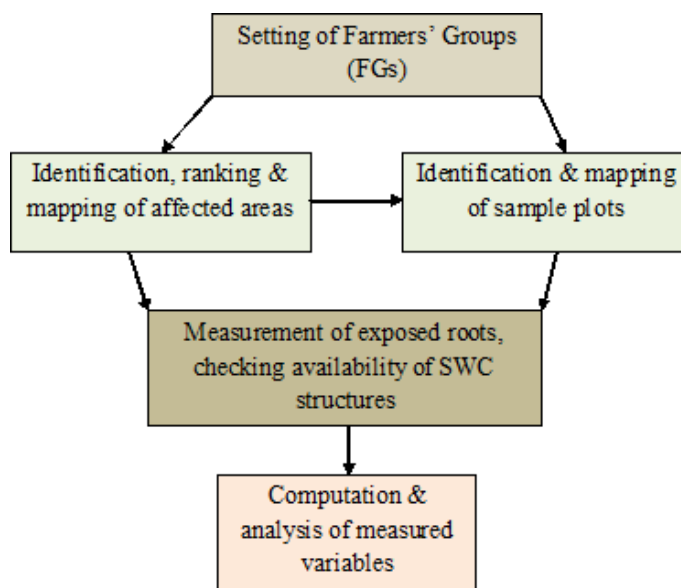 Setting of Farmers’ Groups
(FGs)
Identification, ranking &
mapping of affected areas
Identification & mapping
of sample plots
Measurement of exposed roots,
checking availability of SWC
structures
Computation &
analysis of measured
variables